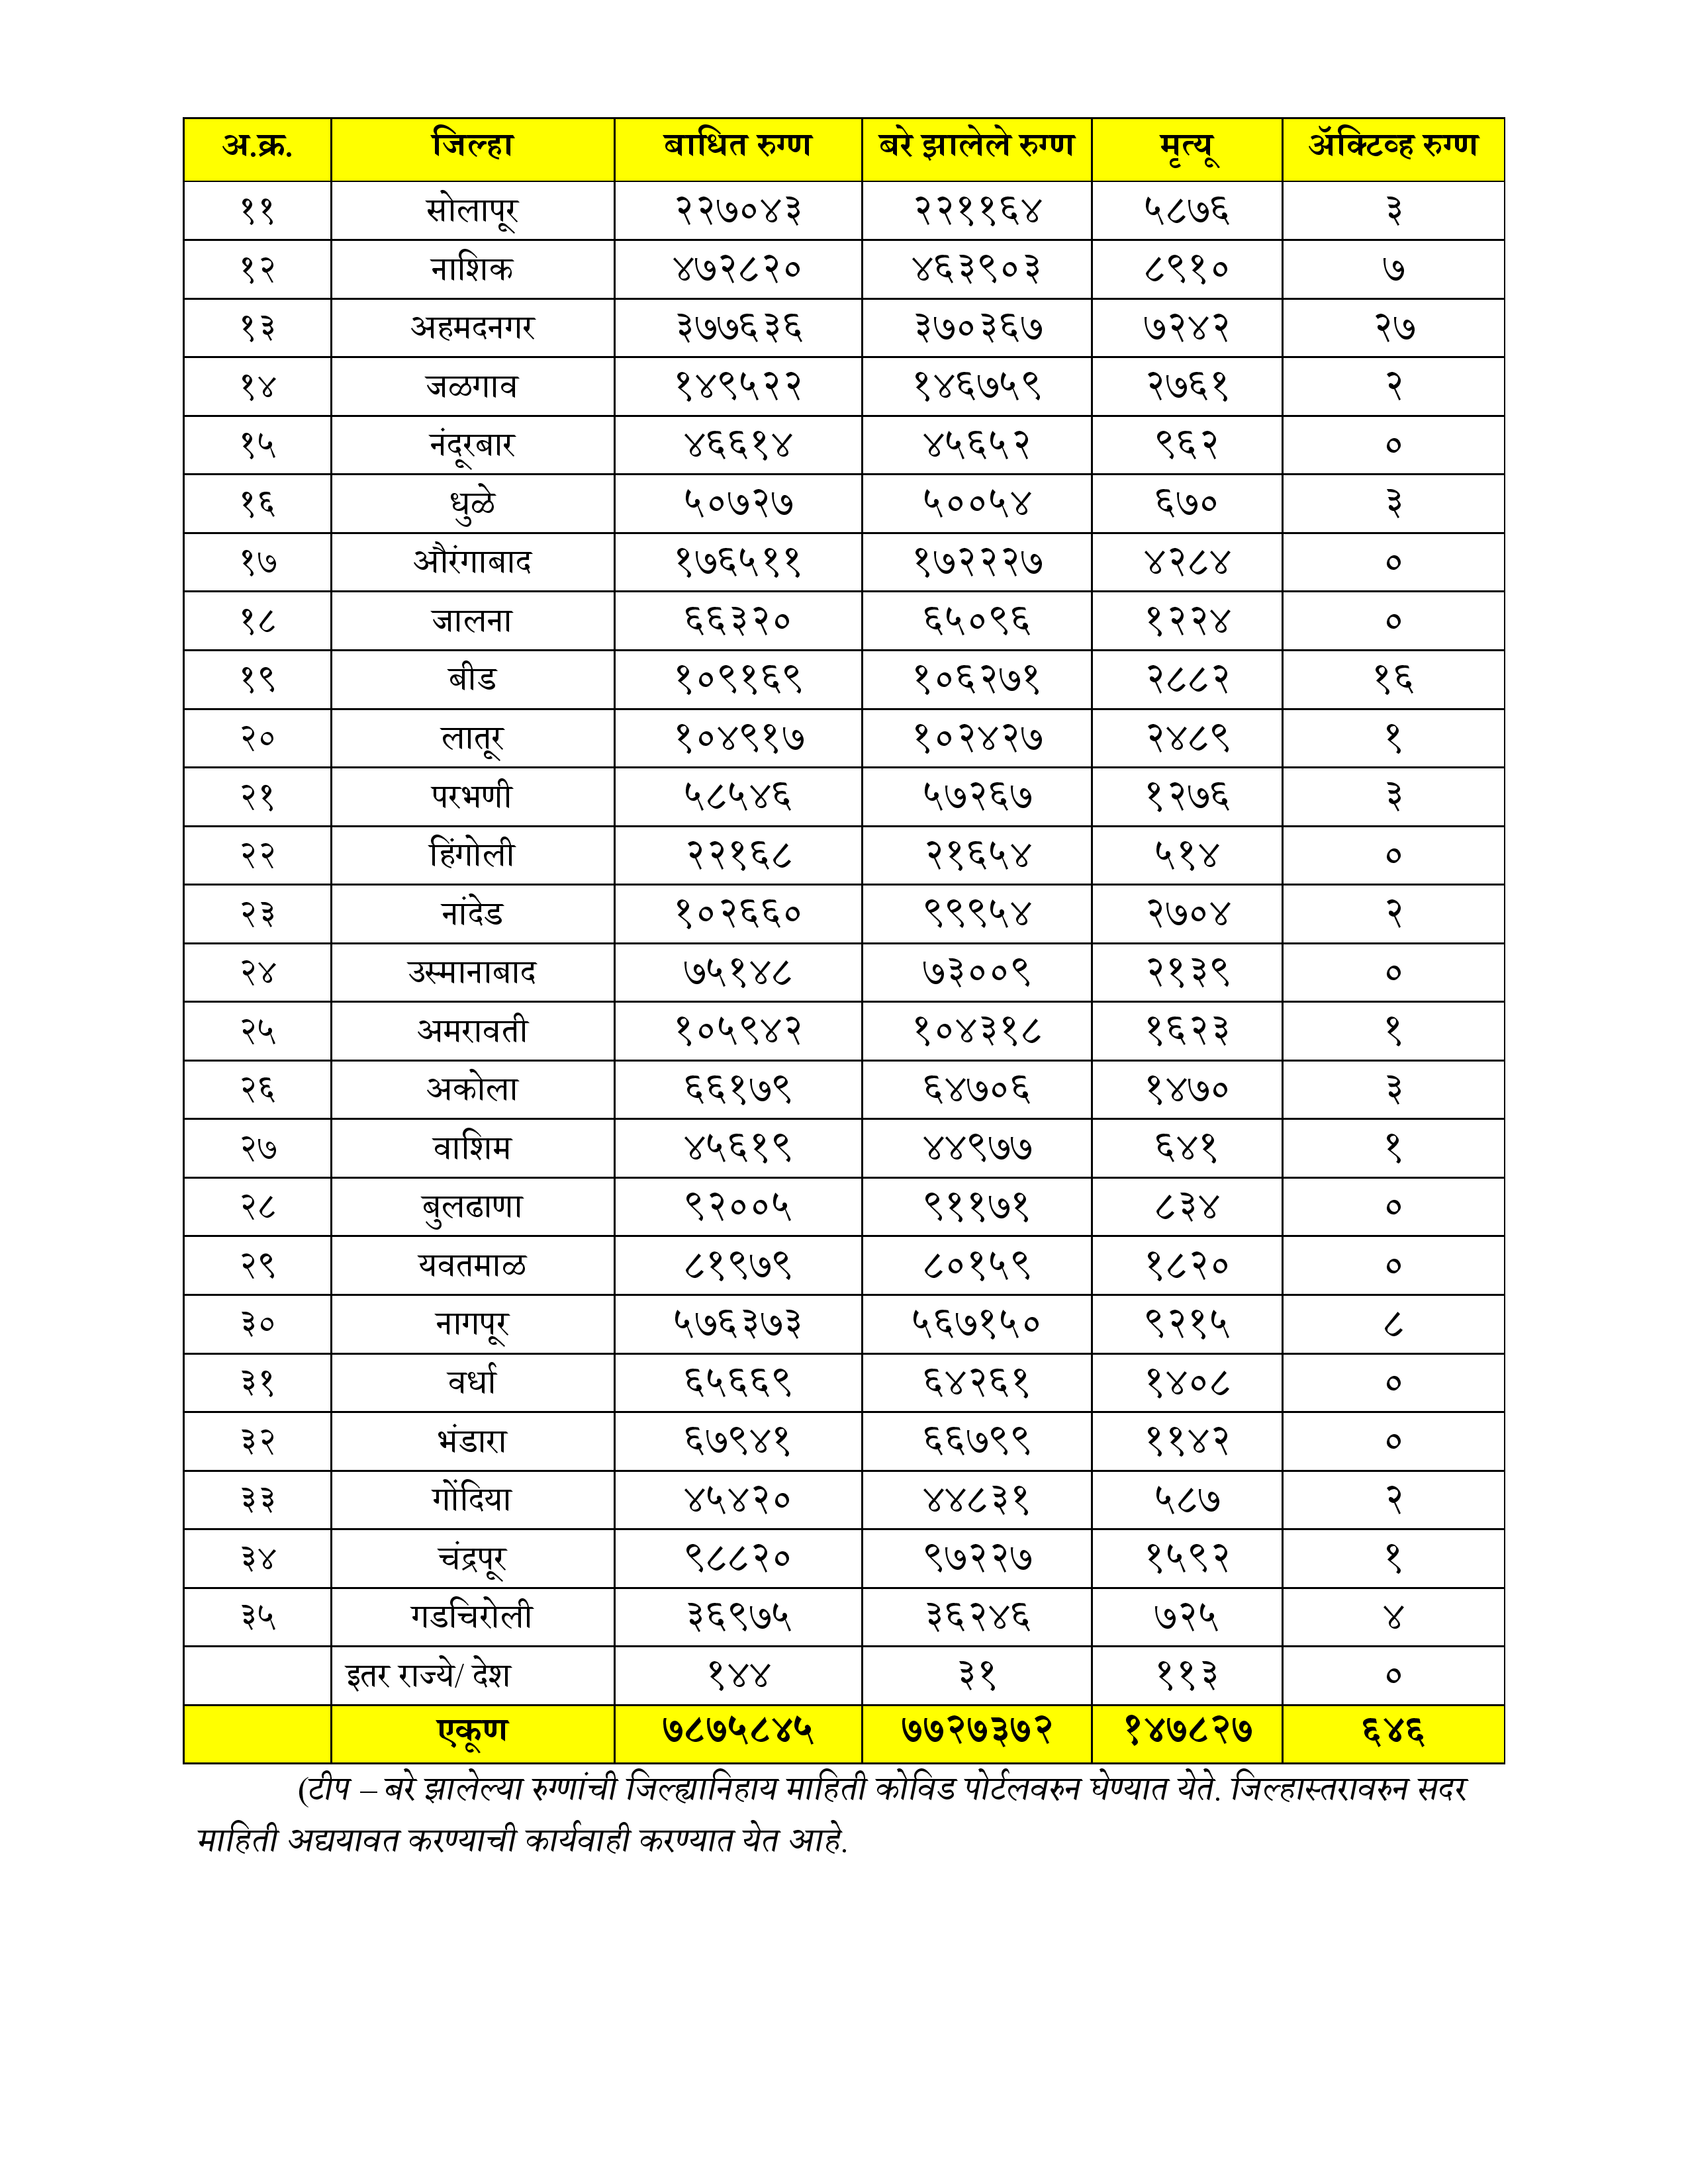 अ.क्र. जिल्हा बाधित रुग्ण बरे झालेले रुग्ण मृत्यू ॲक्टिव्ह रुग्ण
११ सोलापूर २२७०४३ २२११६४ ५८७६ ३
१२ नाशिक ४७२८२० ४६३९०३ ८९१० ७
१३ अहमदनगर ३७७६३६ ३७०३६७ ७२४२ २७
१४ जळगाव १४९५२२ १४६७५९ २७६१ २
१५ नंदूरबार ४६६१४ ४५६५२ ९६२ ०
१६ धुळे ५०७२७ ५००५४ ६७० ३
१७ औरंगाबाद १७६५११ १७२२२७ ४२८४ ०
१८ जालना ६६३२० ६५०९६ १२२४ ०
१९ बीड १०९१६९ १०६२७१ २८८२ १६
२० लातूर १०४९१७ १०२४२७ २४८९ १
२१ परभणी ५८५४६ ५७२६७ १२७६ ३
२२ हिंगोली २२१६८ २१६५४ ५१४ ०
२३ नांदेड १०२६६० ९९९५४ २७०४ २
२४ उस्मानाबाद ७५१४८ ७३००९ २१३९ ०
२५ अमरावती १०५९४२ १०४३१८ १६२३ १
२६ अकोला ६६१७९ ६४७०६ १४७० ३
२७ वाशिम ४५६१९ ४४९७७ ६४१ १
२८ बुलढाणा ९२००५ ९११७१ ८३४ ०
२९ यवतमाळ ८१९७९ ८०१५९ १८२० ०
३० नागपूर ५७६३७३ ५६७१५० ९२१५ ८
३१ वर्धा ६५६६९ ६४२६१ १४०८ ०
३२ भंडारा ६७९४१ ६६७९९ ११४२ ०
३३ गोंदिया ४५४२० ४४८३१ ५८७ २
३४ चंद्रपूर ९८८२० ९७२२७ १५९२ १
३५ गडचिरोली ३६९७५ ३६२४६ ७२५ ४
इतर राज्ये/ देश १४४ ३१ ११३ ०
एकूण ७८७५८४५ ७७२७३७२ १४७८२७ ६४६
(टीप – बरे झालेल्या रुग्णांची जिल्ह्यानिहाय माहिती कोविड पोर्टलवरुन घेण्यात येते. जिल्हास्तरावरुन सदर
माहिती अद्ययावत करण्याची कार्यवाही करण्यात येत आहे.